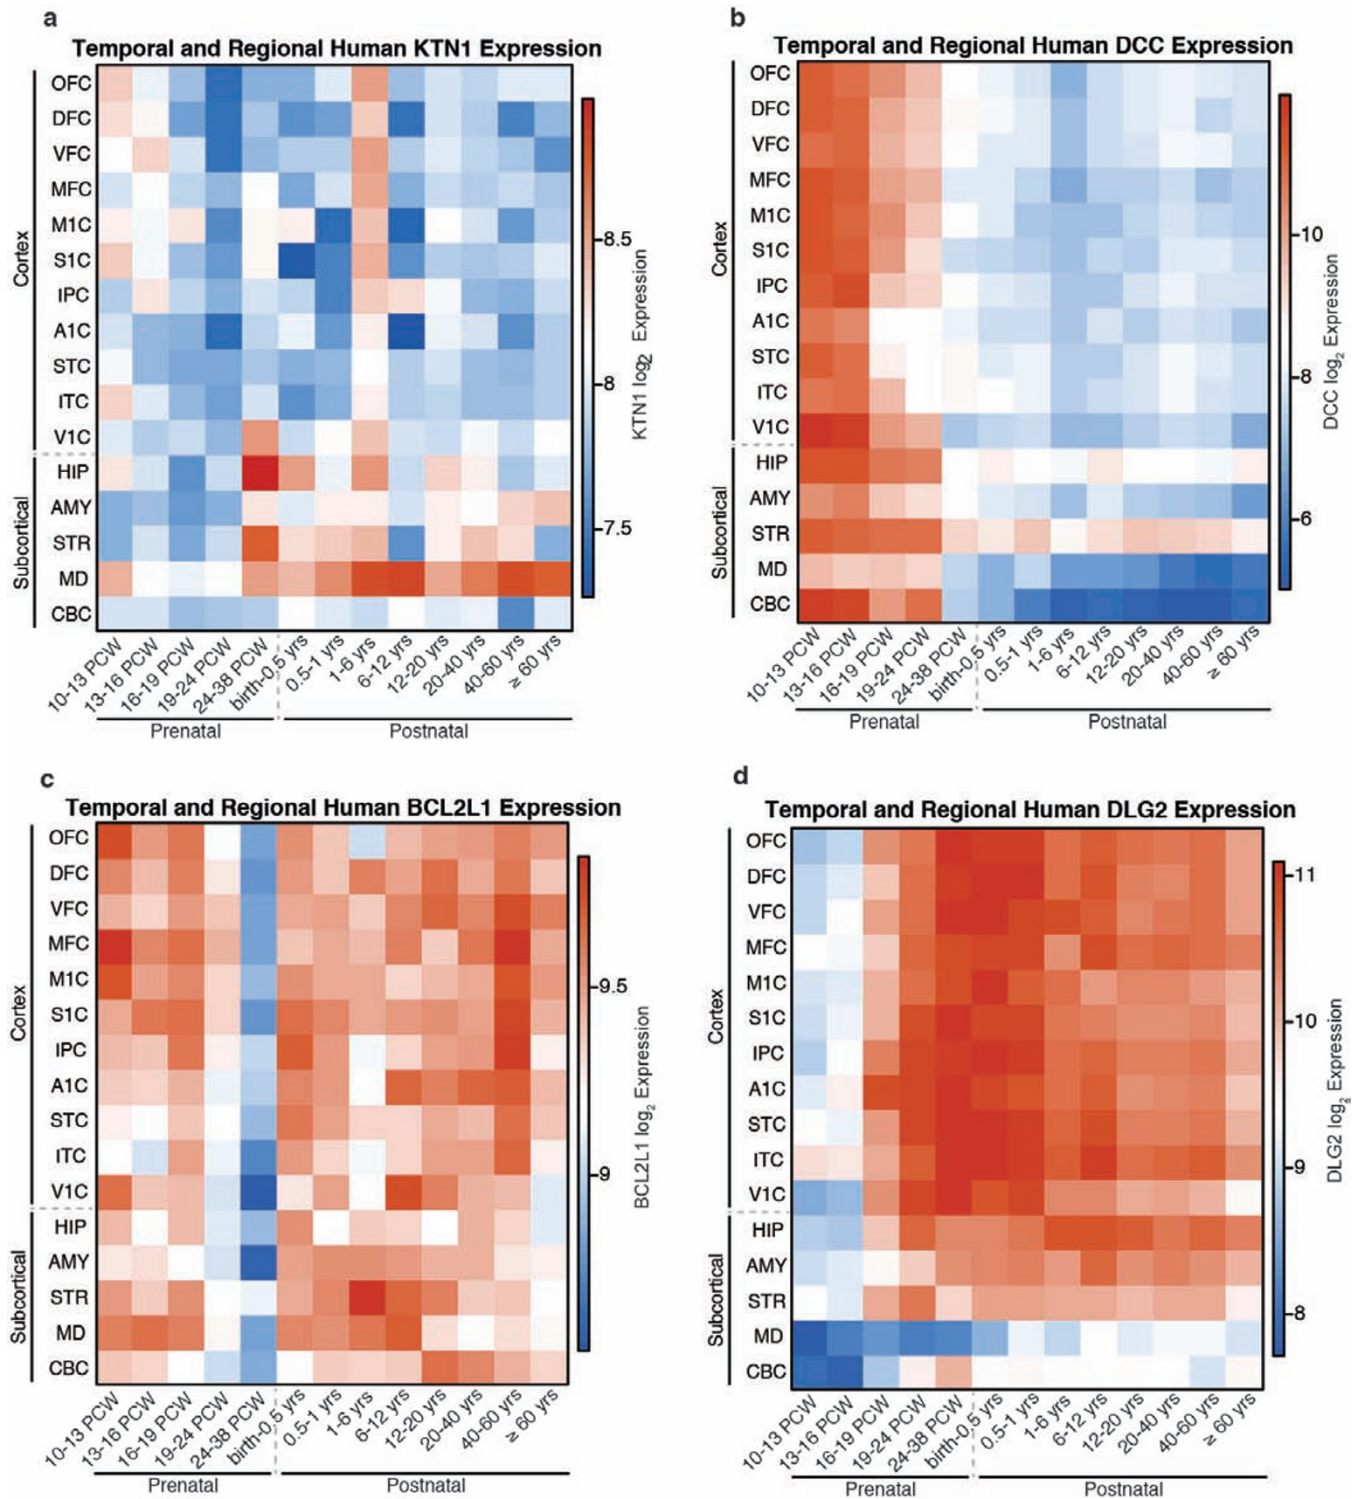 a
Temporal and Regional Human KTN1 Expression
OFC
DFC
VFC
MFC
M1C
S1C
IPC
A1C
STC
ITC
V1C
HIP
AMY
STR
MD
CBC
Cortex
Subcortical
10-13 PCW
13-16 PCW
16-19 PCW
19-24 PCW
24-38 PCW
birth-0.5 yrs
0.5-1 yrs
1-6 yrs
6-12 yrs
12-20 yrs
20-40 yrs
40-60 yrs
≥ 60 yrs
Prenatal
Postnatal
8.5
8
7.5
KTN1 log2 Expression
b
Temporal and Regional Human DCC Expression
OFC
DFC
VFC
MFC
M1C
S1C
IPC
A1C
STC
ITC
V1C
HIP
AMY
STR
MD
CBC
Cortex
Subcortical
10-13 PCW
13-16 PCW
16-19 PCW
19-24 PCW
24-38 PCW
birth-0.5 yrs
0.5-1 yrs
1-6 yrs
6-12 yrs
12-20 yrs
20-40 yrs
40-60 yrs
≥ 60 yrs
Prenatal
Postnatal
10
8
6
DCC log2 Expression
c
Temporal and Regional Human BCL2L1 Expression
OFC
DFC
VFC
MFC
M1C
S1C
IPC
A1C
STC
ITC
V1C
HIP
AMY
STR
MD
CBC
Cortex
Subcortical
10-13 PCW
13-16 PCW
16-19 PCW
19-24 PCW
24-38 PCW
birth-0.5 yrs
0.5-1 yrs
1-6 yrs
6-12 yrs
12-20 yrs
20-40 yrs
40-60 yrs
≥ 60 yrs
Prenatal
Postnatal
9.5
9
BCL2L1 log2 Expression
d
Temporal and Regional Human DLG2 Expression
OFC
DFC
VFC
MFC
M1C
S1C
IPC
A1C
STC
ITC
V1C
HIP
AMY
STR
MD
CBC
Cortex
Subcortical
10-13 PCW
13-16 PCW
16-19 PCW
19-24 PCW
24-38 PCW
birth-0.5 yrs
0.5-1 yrs
1-6 yrs
6-12 yrs
12-20 yrs
20-40 yrs
40-60 yrs
≥ 60 yrs
Prenatal
Postnatal
11
10
9
8
DLG2 log2 Expression